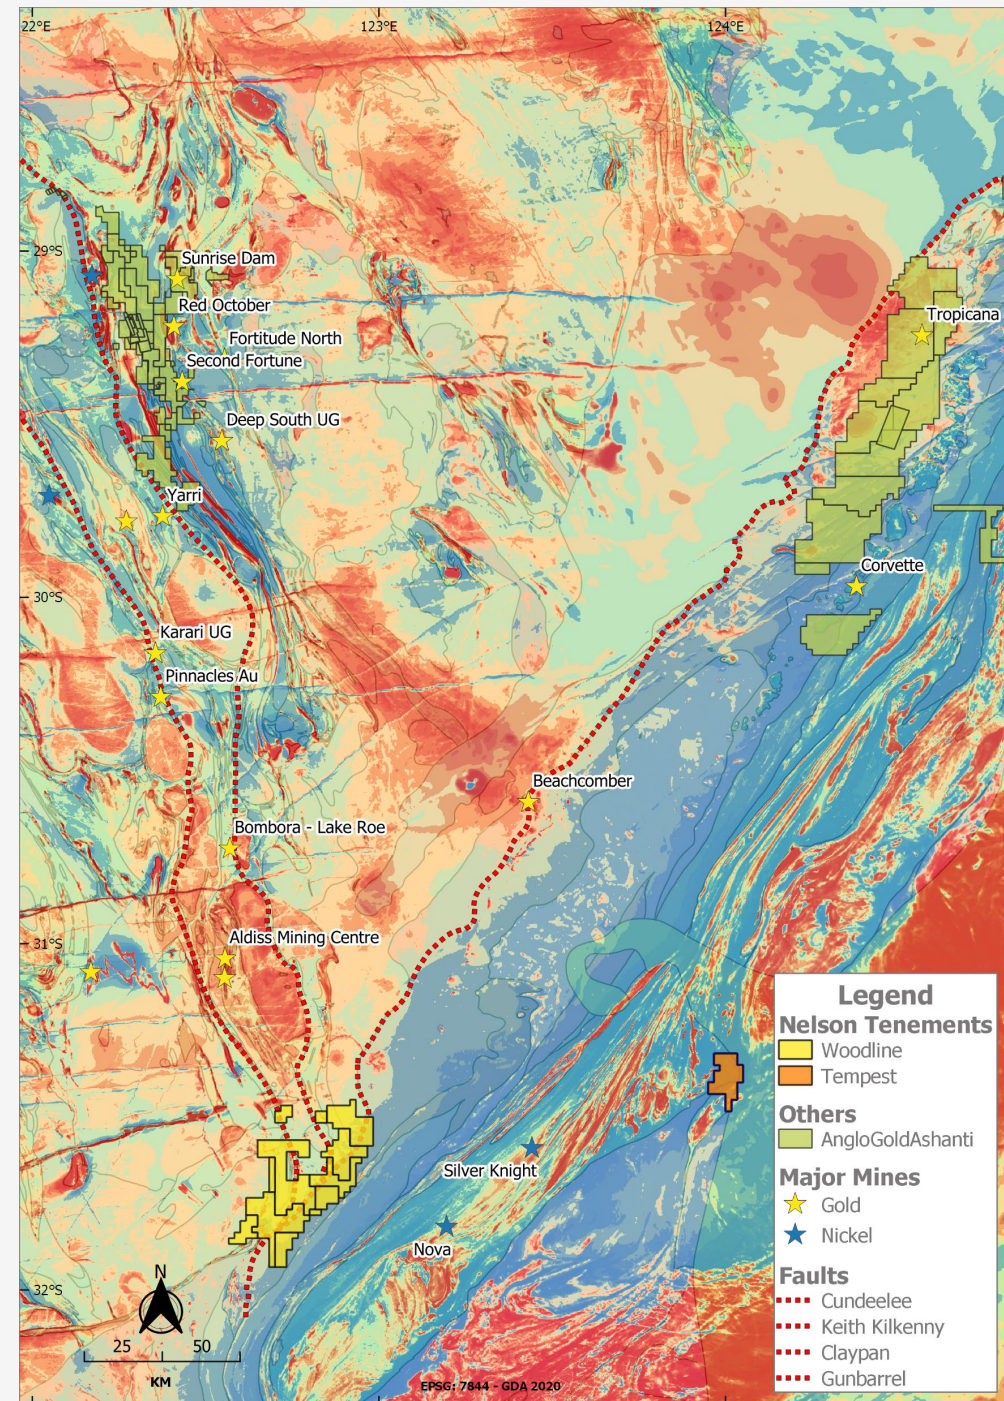 22°E
123°E
124°E
29°S
Sunrise Dam
Red October
Tropicana
Fortitude North
Second Fortune
Deep South UG
Yarri
Corvette
30°S
Karari UG
Pinnacles Au
Beachcomber
Bombora - Lake Roe
Aldiss Mining Centre
31°S
Legend
Nelson Tenements
Woodline
Tempest
Others
AngloGoldAshanti
Major Mines
Gold
Nickel
Faults
Cundeelee
Keith Kilkenny
Claypan
Gunbarrel
Silver Knight
Nova
32°S
N
25 50
KM
EPSG: 7844 - GDA 2020